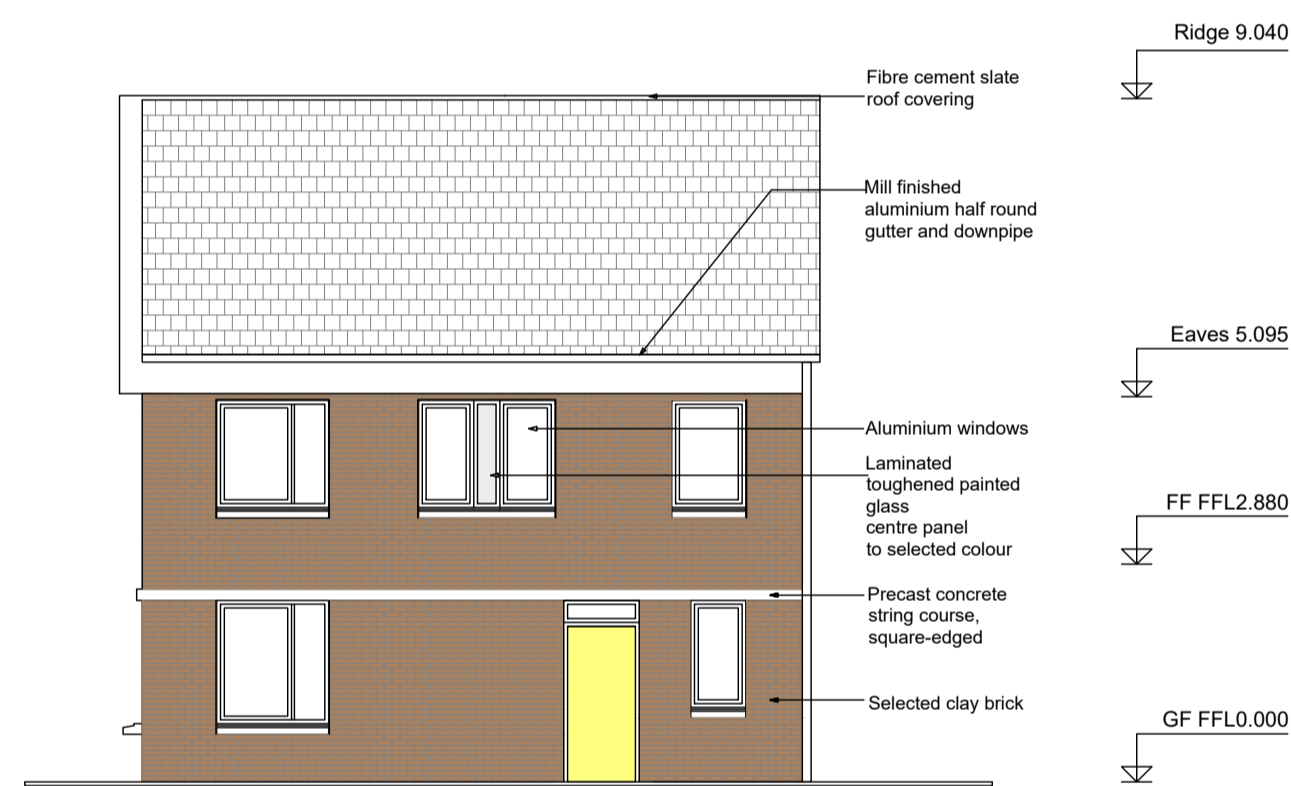 Ridge 9.040
Fibre cement slate
roof covering
Mill finished
aluminium half round
gutter and downpipe
Eaves 5.095
Aluminium windows
Laminated
toughened painted
glass
centre panel
to selected colour
FF FFL2.880
Precast concrete
string course,
square-edged
Selected clay brick
GF FFL0.000